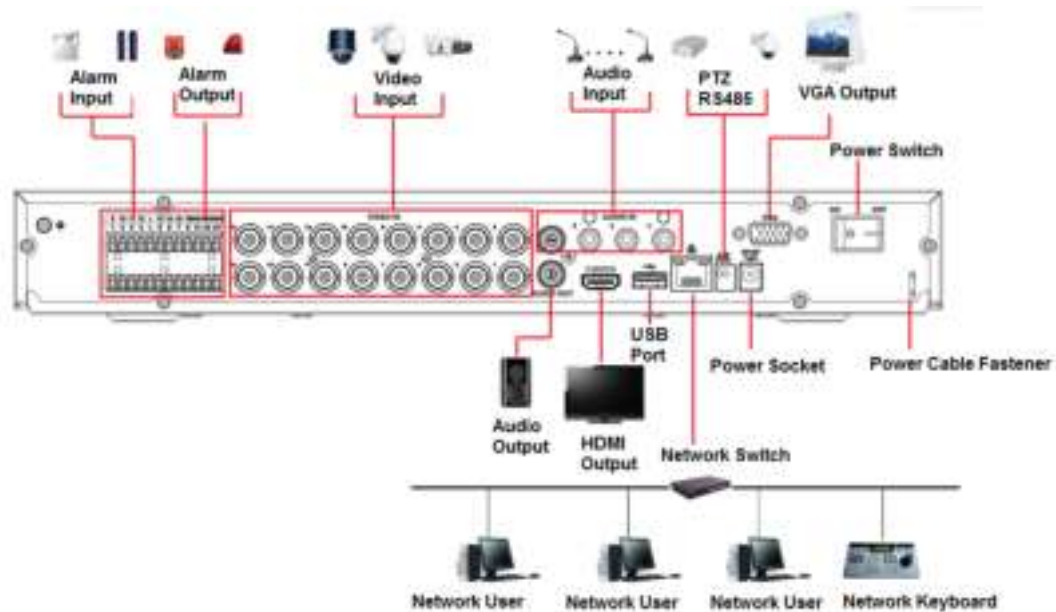 Alarm
Input
Alarm
Output
Video
Input
Audio
Input
PTZ
RS485
VGA Output
Power Switch
USB
Port
Power Socket
Power Cable Fastener
Audio
Output
HDMI
Output
Network Switch
Network User
Network User
Network User
Network Keyboard